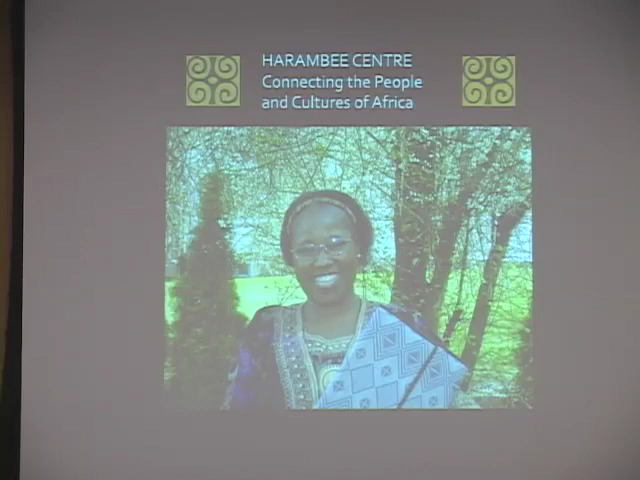 HARAMBEE CENTRE
Connecting the People
and Cultures of Africa